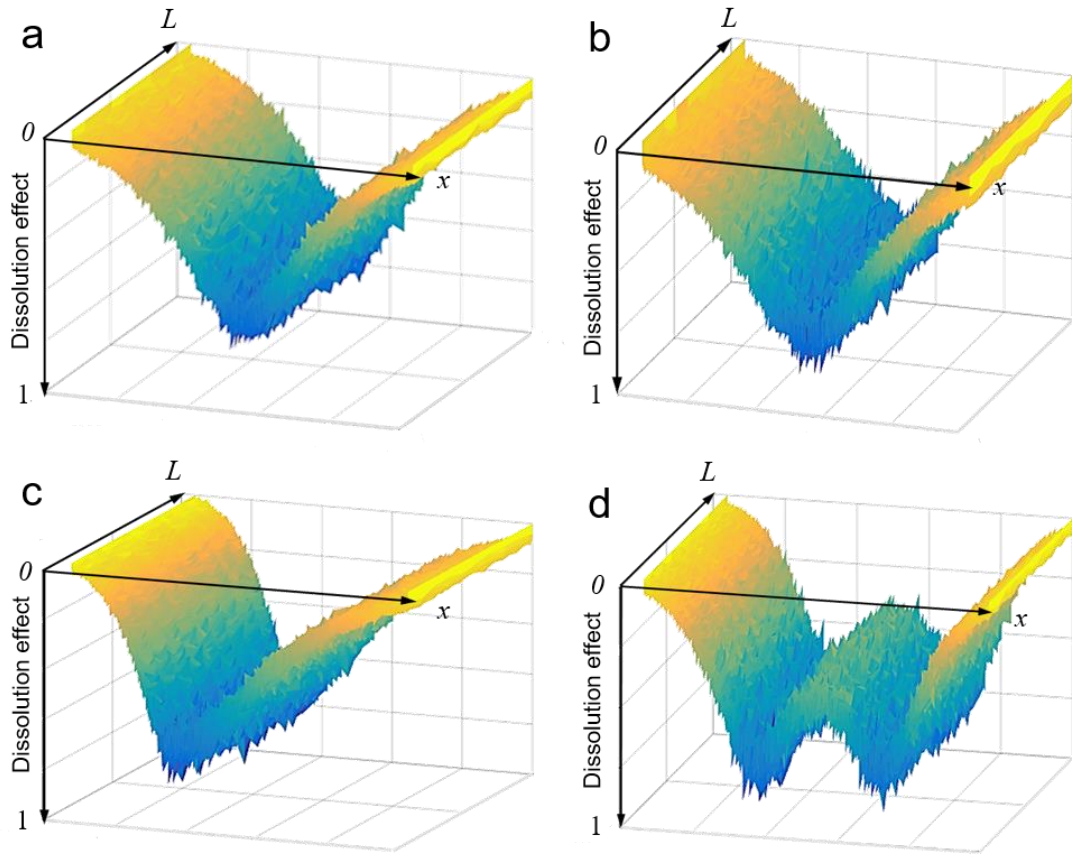 a
L
0
x
Dissolution effect
1
b
L
0
x
Dissolution effect
1
c
L
0
x
Dissolution effect
1
d
L
0
x
Dissolution effect
1